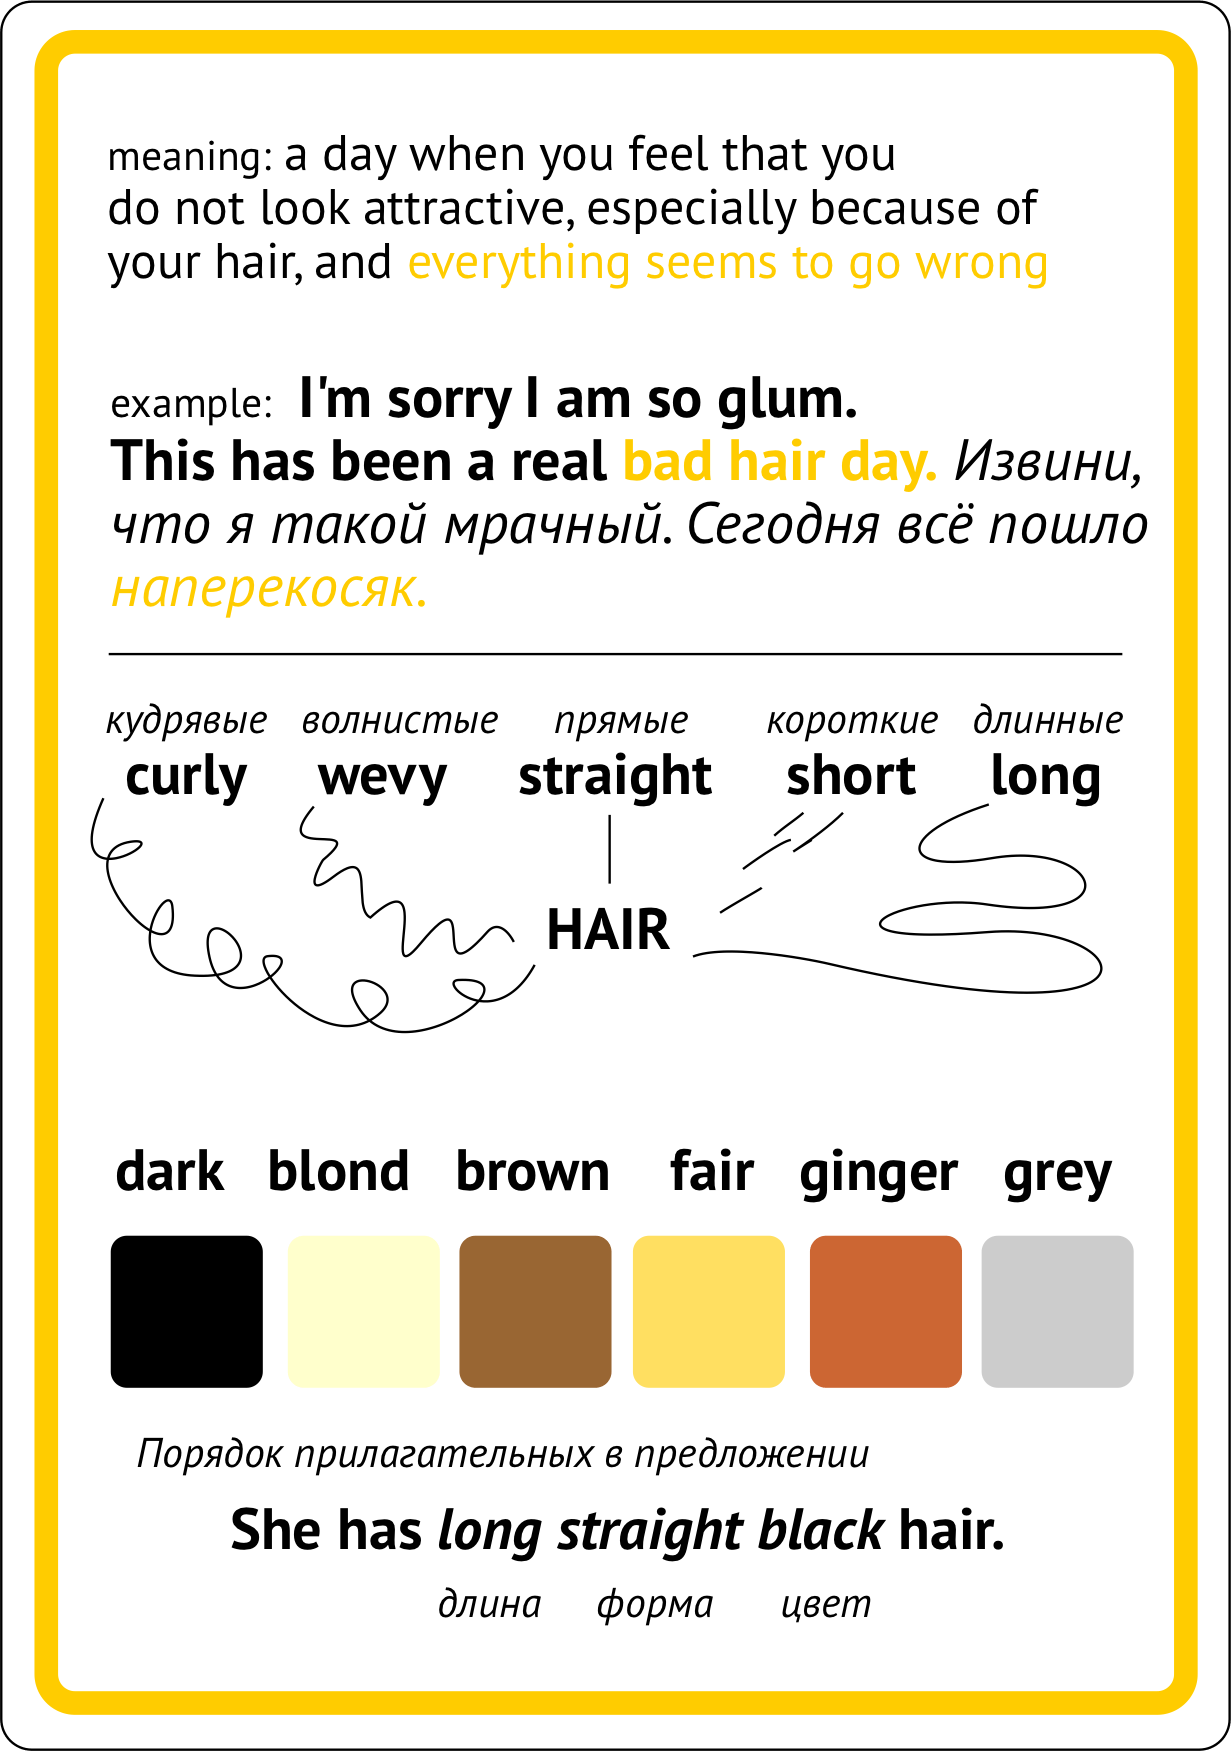 meaning: a day when you feel that you
do not look attractive, especially because of
your hair, and everything seems to go wrong
example: I'm sorry I am so glum.
This has been a real bad hair day. Извини,
что я такой мрачный. Сегодня всё пошло
наперекосяк.
кудрявые волнистые прямые короткие длинные
curly wevy straight short long
HAIR
dark blond brown fair ginger grey
Порядок прилагательных в предложении
She has long straight black hair.
длина форма цвет